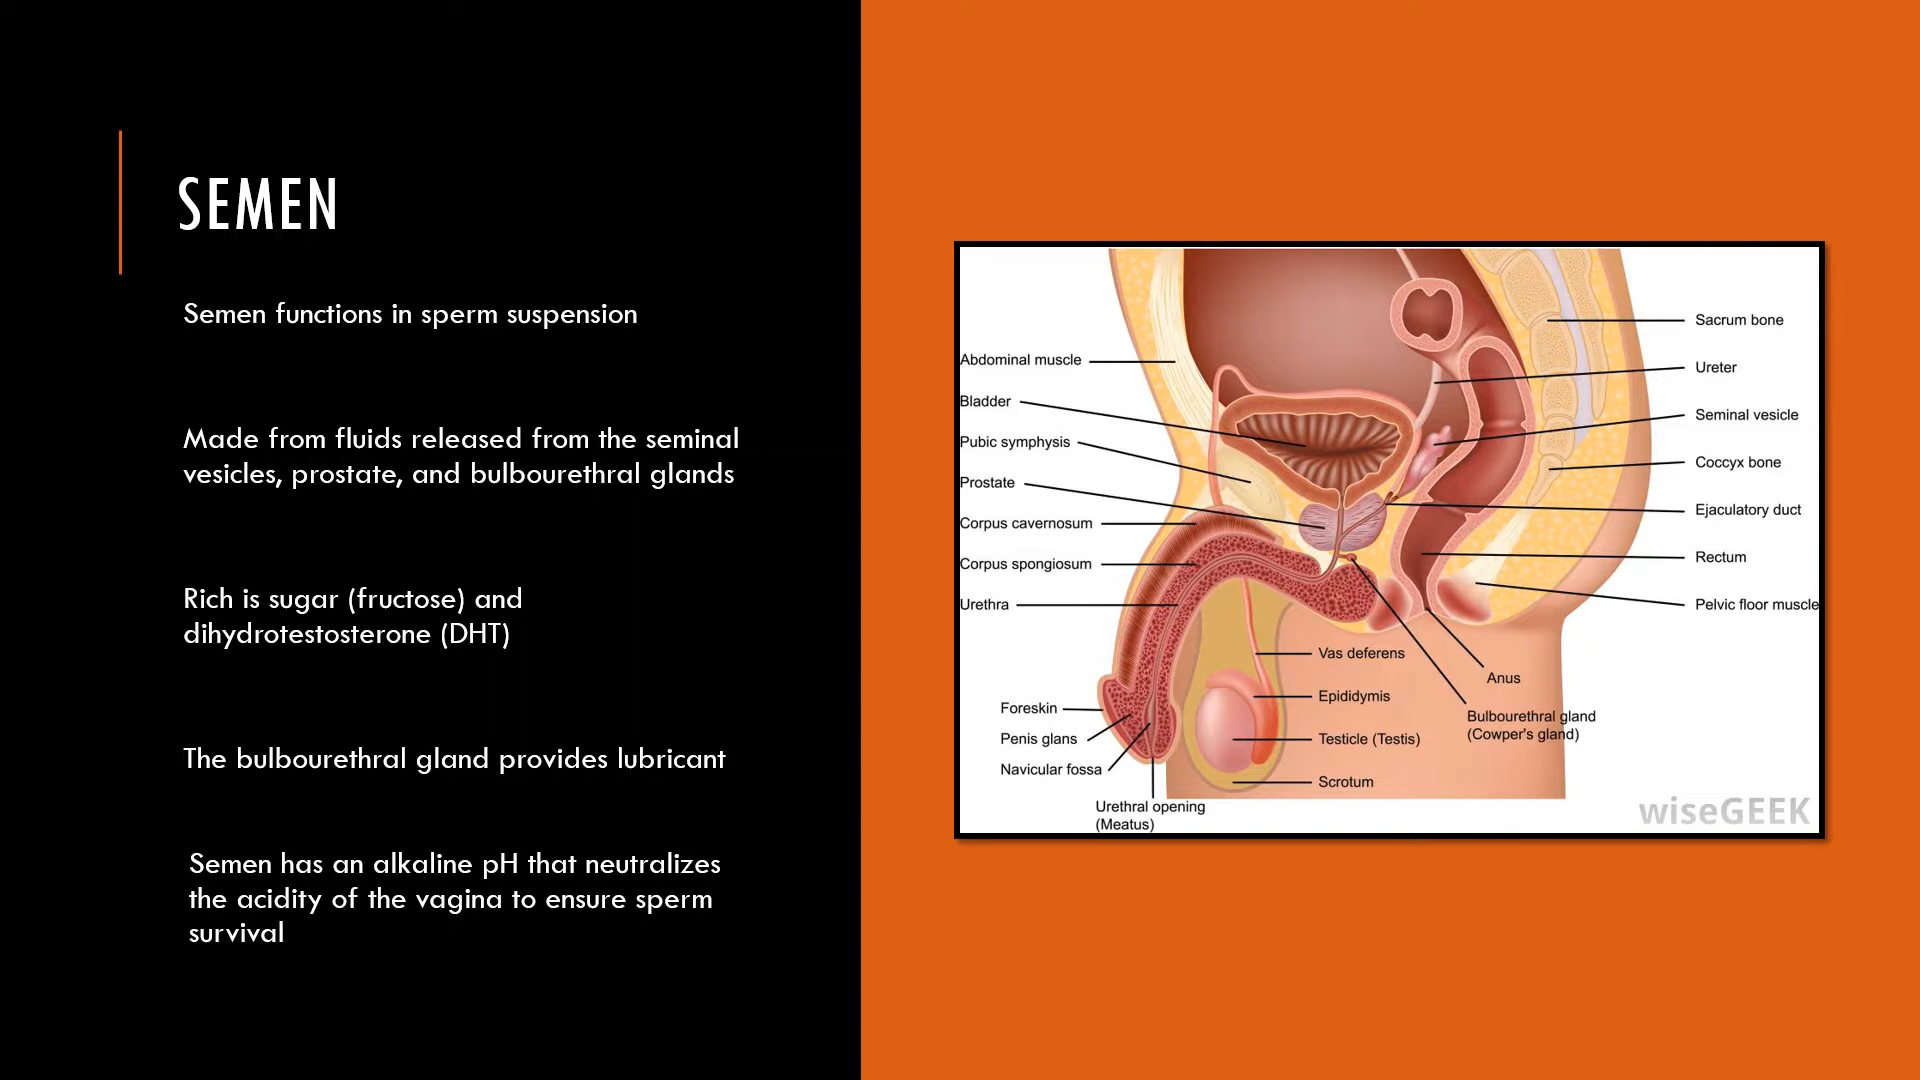 SEMEN
Semen functions in sperm suspension
Made from fluids released from the seminal
vesicles, prostate, and bulbourethral glands
Rich is sugar (fructose) and
dihydrotestosterone (DHT)
The bulbourethral gland provides lubricant
Semen has an alkaline pH that neutralizes
the acidity of the vagina to ensure sperm
survival
Abdominal muscle
Bladder
Pubic symphysis
Prostate
Corpus cavernosum
Corpus spongiosum
Urethra
Foreskin
Penis glans
Navicular fossa
Urethral opening
(Meatus)
Vas deferens
Epididymis
Testicle (Testis)
Scrotum
Anus
Bulbourethral gland
(Cowper's gland)
Sacrum bone
Ureter
Seminal vesicle
Coccyx bone
Ejaculatory duct
Rectum
Pelvic floor muscle
wiseGEEK